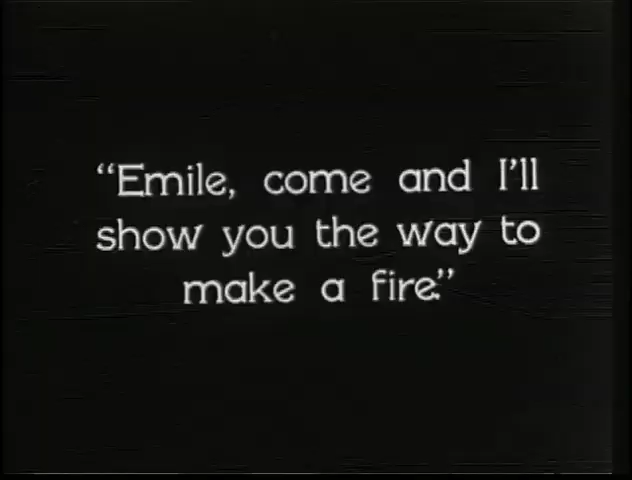 “Emile, come and I’ll
show you the way to
make a fire.”